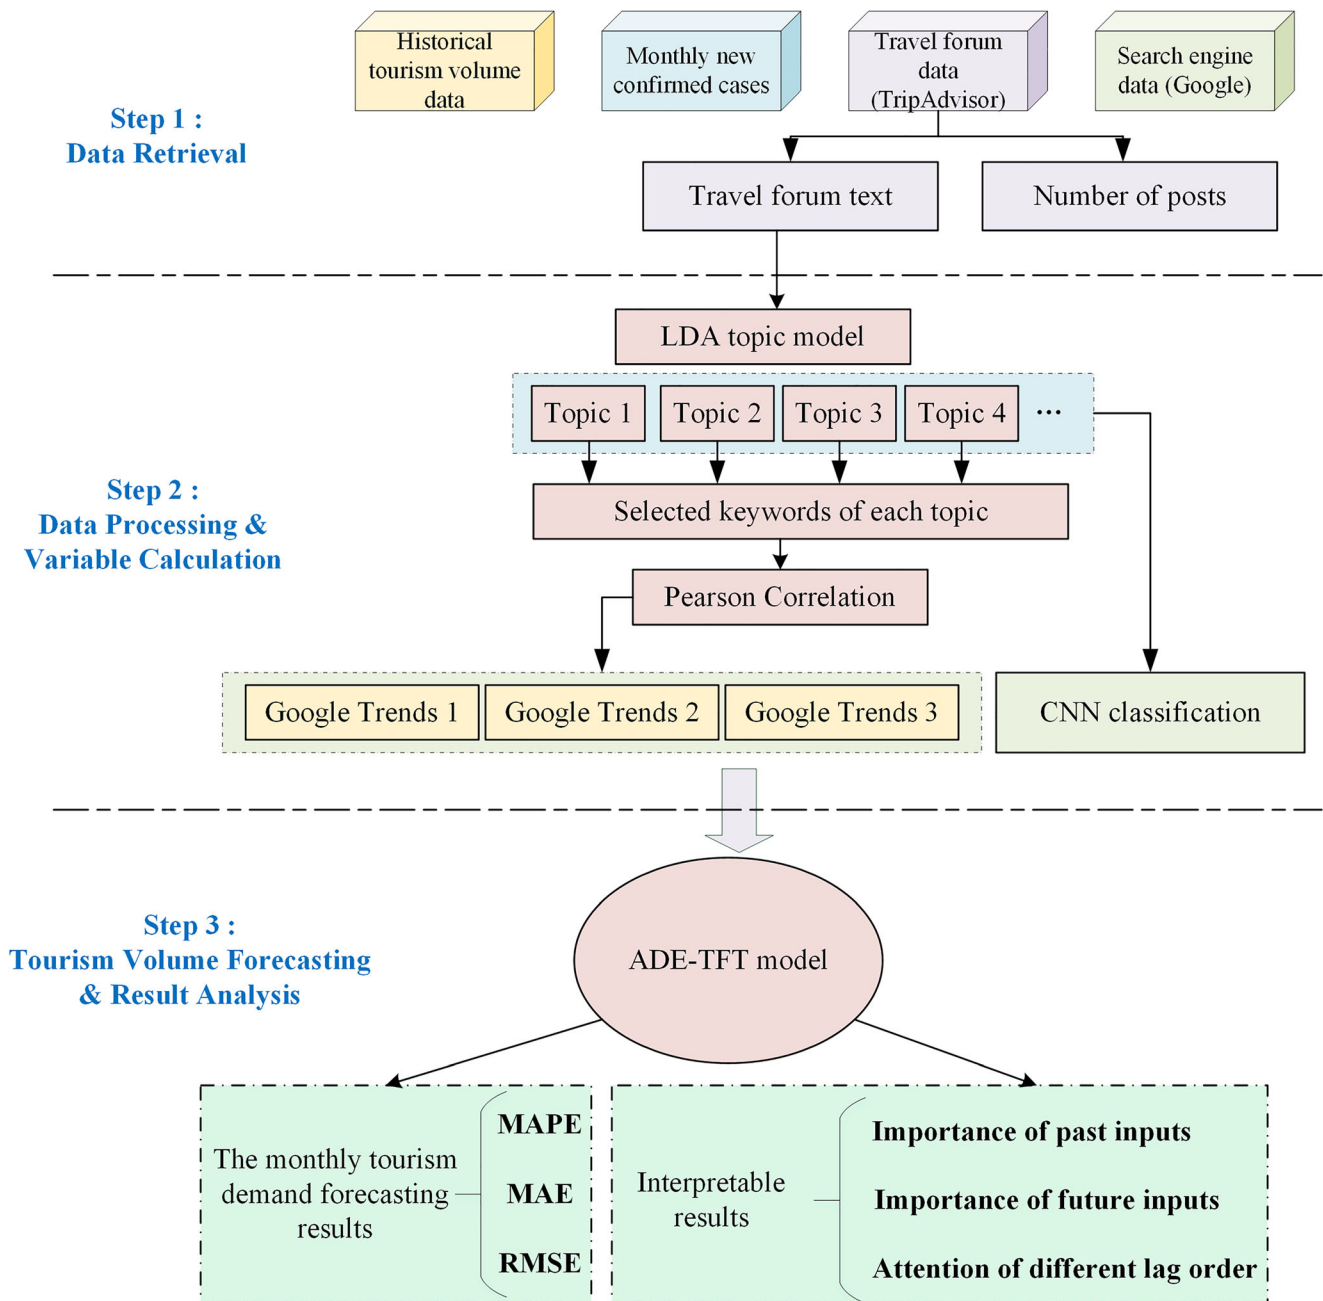 Historical
tourism volume
data
Monthly new
confirmed cases
Travel forum
data
(TripAdvisor)
Search engine
data (Google)
Step 1 :
Data Retrieval
Travel forum text
Number of posts
LDA topic model
Topic 1
Topic 2
Topic 3
Topic 4
...
Selected keywords of each topic
Step 2 :
Data Processing &
Variable Calculation
Pearson Correlation
Google Trends 1
Google Trends 2
Google Trends 3
CNN classification
Step 3 :
Tourism Volume Forecasting
& Result Analysis
ADE-TFT model
The monthly tourism
demand forecasting
results
MAPE
MAE
RMSE
Interpretable
results
Importance of past inputs
Importance of future inputs
Attention of different lag order